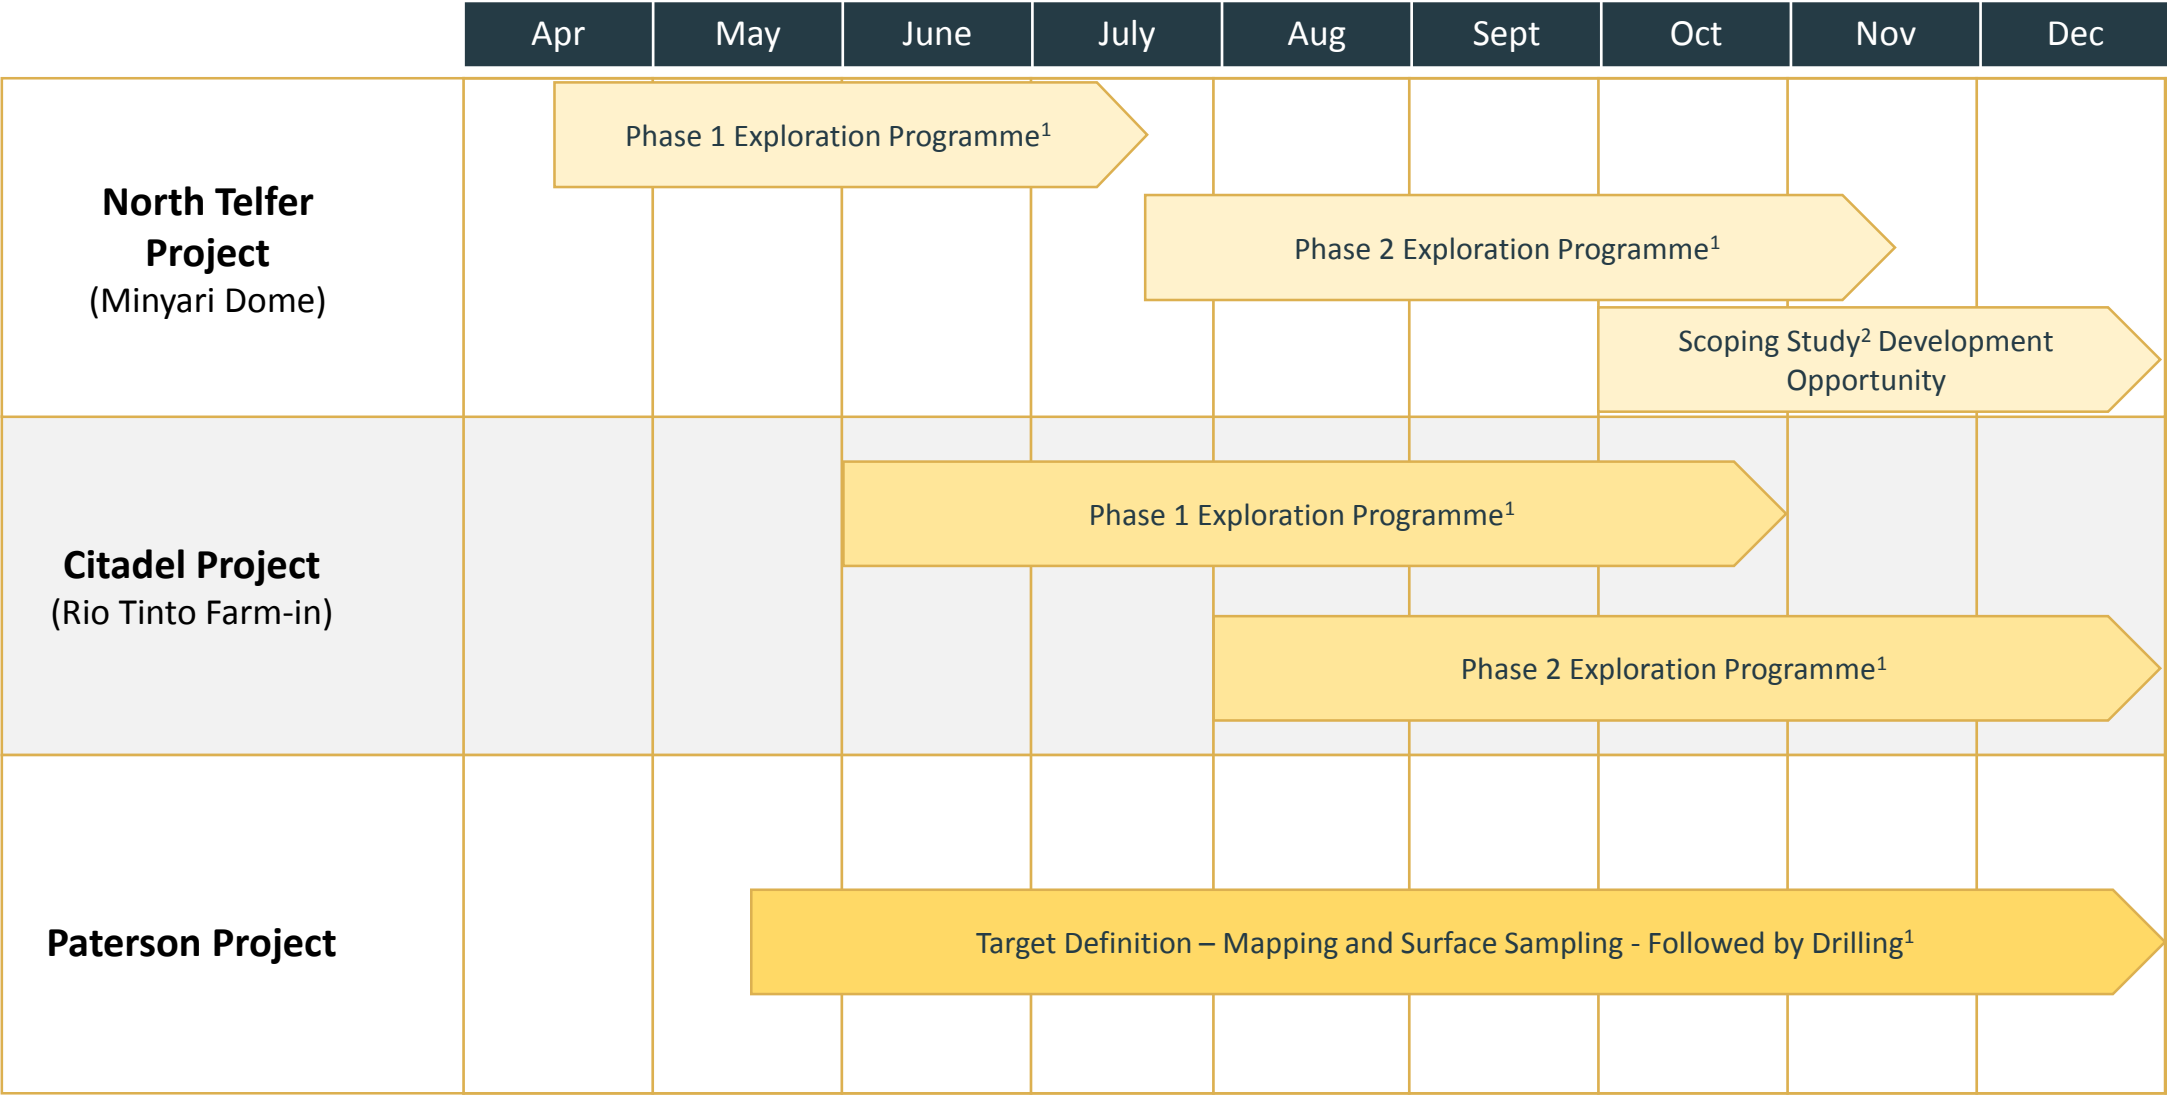 Apr May June July Aug Sept Oct Nov Dec
North Telfer
Project
(Minyari Dome)
Phase 1 Exploration Programme¹
Phase 2 Exploration Programme¹
Scoping Study² Development
Opportunity
Citadel Project
(Rio Tinto Farm-in)
Phase 1 Exploration Programme¹
Phase 2 Exploration Programme¹
Paterson Project
Target Definition – Mapping and Surface Sampling - Followed by Drilling¹